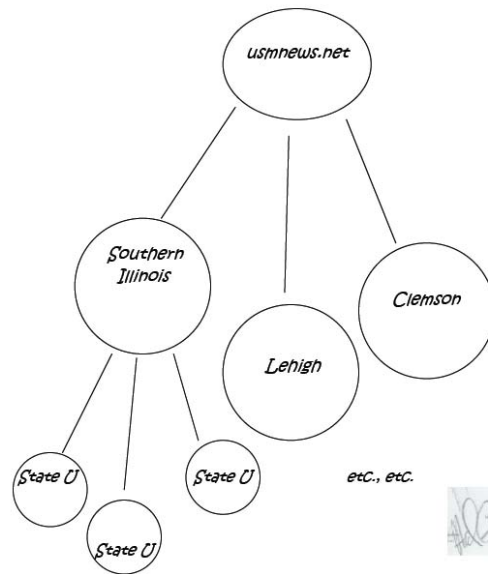 usmnews.net
Southern
Illinois
Clemson
Lehigh
State U
State U
etc., etc.
State U